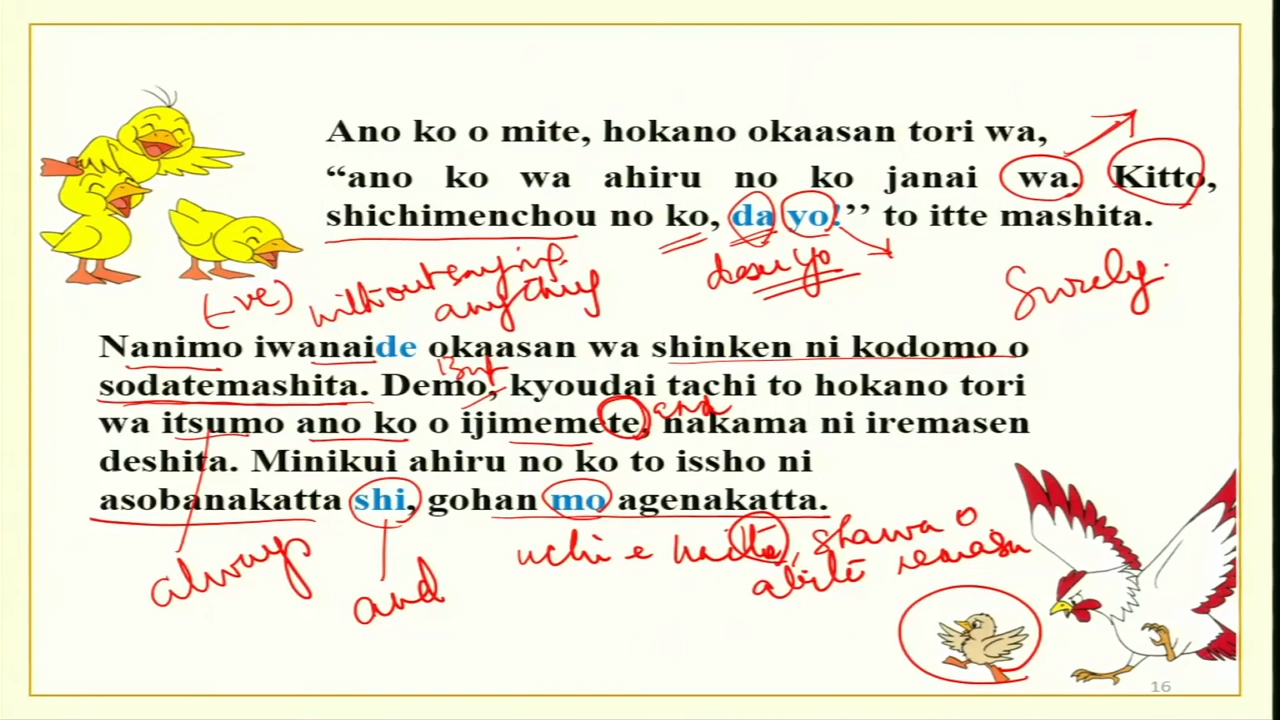 Ano ko o mite, hokano okaasan tori wa,
“ano ko wa ahiru no ko janai wa. Kitto,
shichimenchou no ko, da yo!’’ to itte mashita.
desu yo
Surely.
(-ve) without saying
anything
Nanimo iwanaide okaasan wa shinken ni kodomo o
But
sodatemashita. Demo, kyoudai tachi to hokano tori
and
wa itsumo ano ko o ijimemete, nakama ni iremasen
deshita. Minikui ahiru no ko to issho ni
asobanakatta shi, gohan mo agenakatta.
always
and
uchi e
16